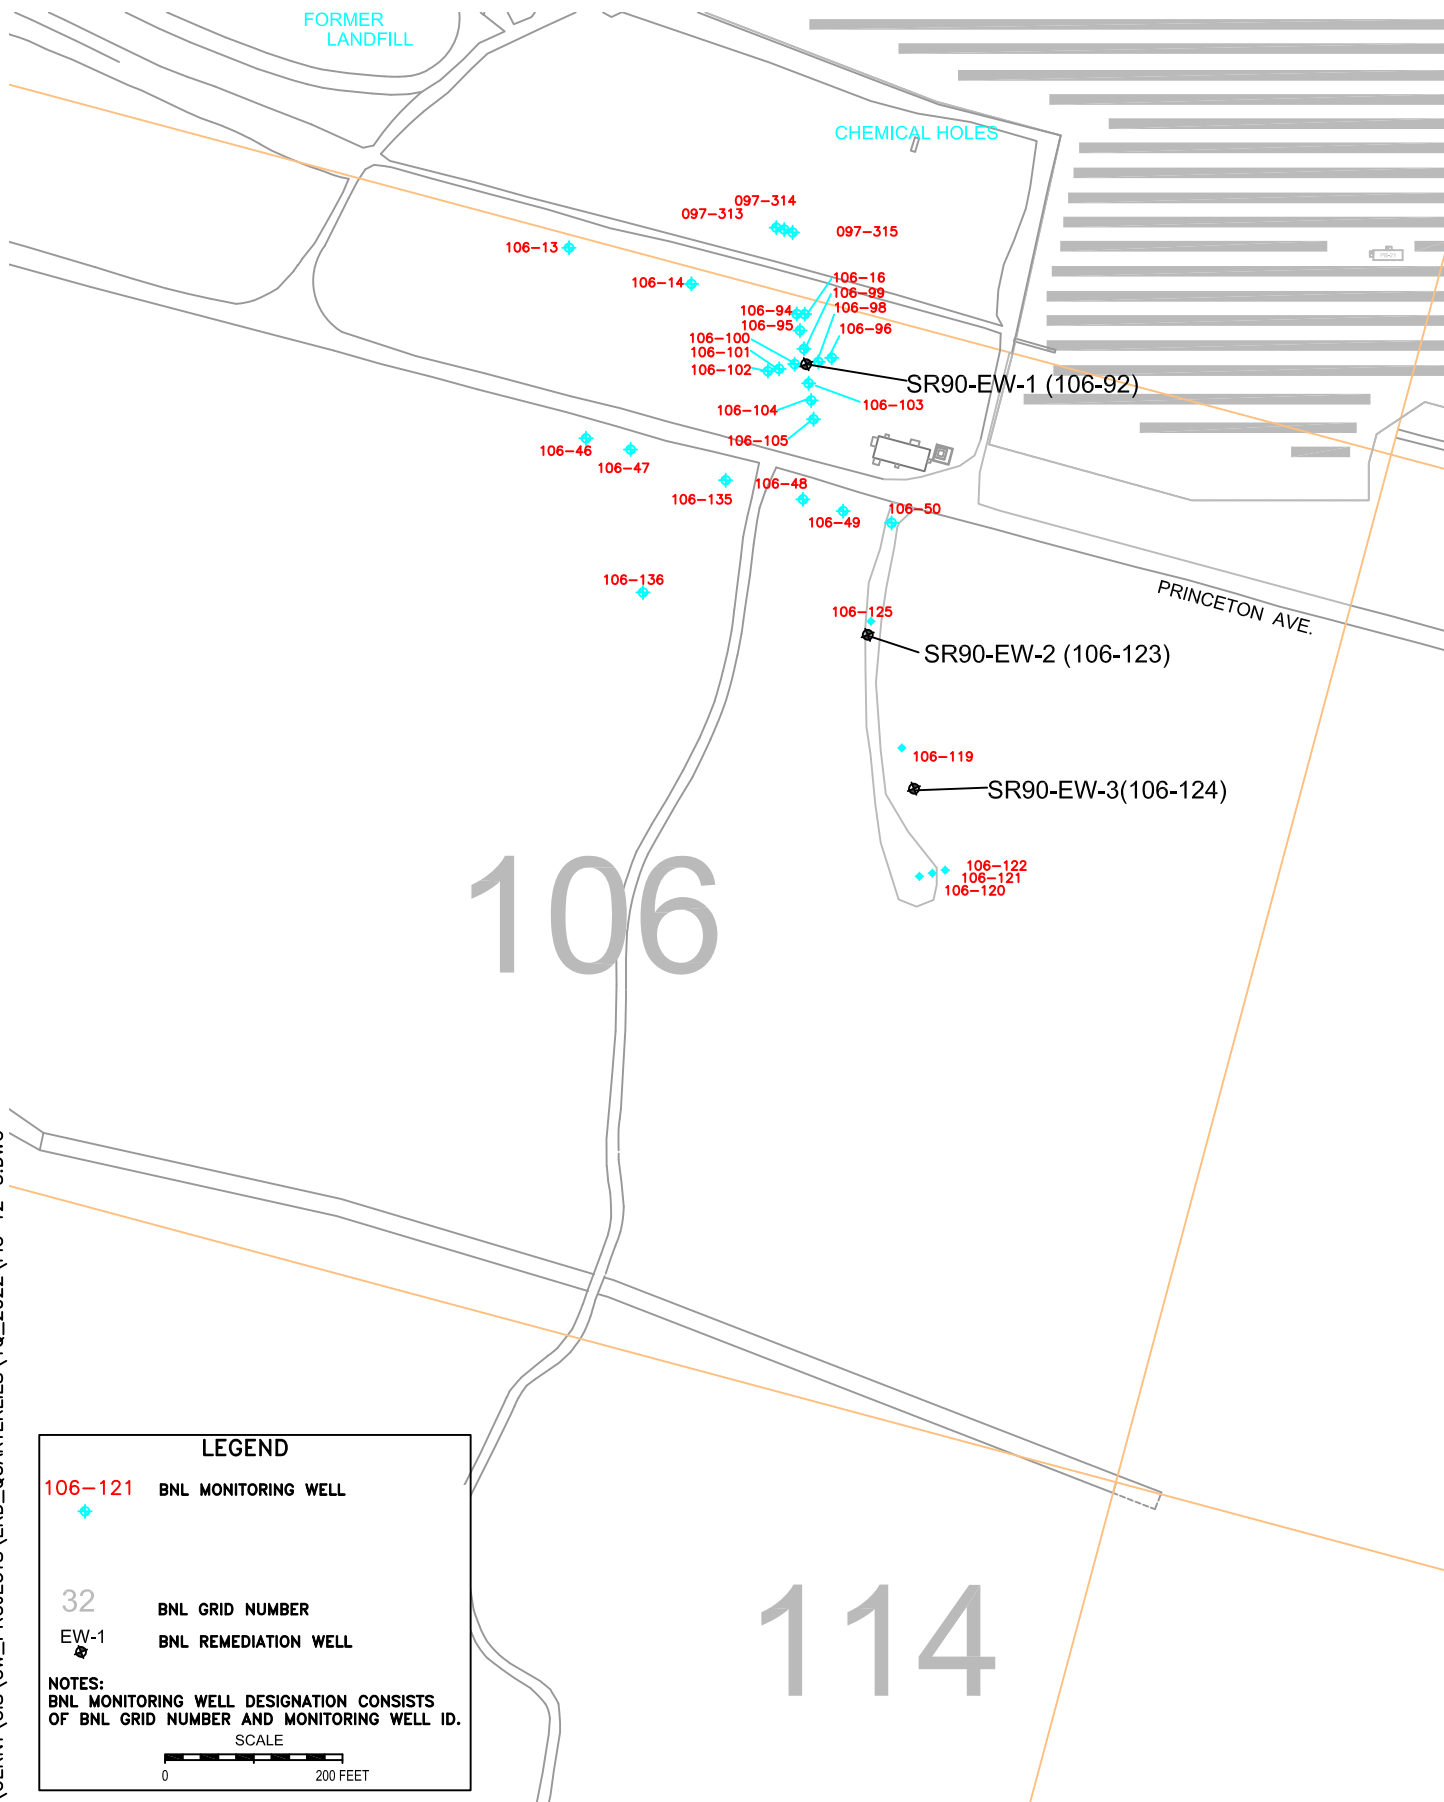 FORMER
LANDFILL
CHEMICAL HOLES
097-314
097-313
097-315
106-13
106-14
106-16
106-99
106-94
106-98
106-95
106-96
106-100
106-101
106-102
SR90-EW-1 (106-92)
106-103
106-104
106-105
106-46
106-47
106-48
106-135
106-49
106-50
106-136
PRINCETON AVE.
106-125
SR90-EW-2 (106-123)
106-119
SR90-EW-3(106-124)
106-122
106-121
106-120
106
114
LEGEND
106-121 BNL MONITORING WELL
32 BNL GRID NUMBER
EW-1 BNL REMEDIATION WELL
NOTES:
BNL MONITORING WELL DESIGNATION CONSISTS
OF BNL GRID NUMBER AND MONITORING WELL ID.
SCALE
0 200 FEET